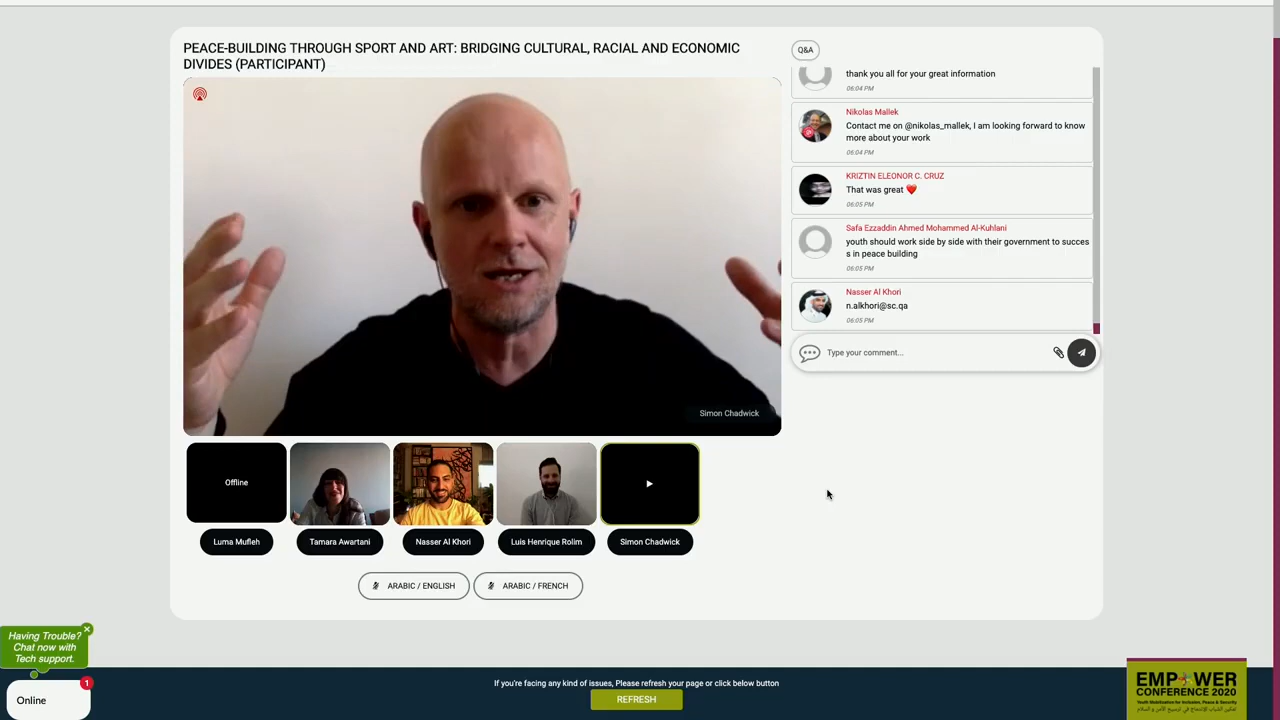 PEACE-BUILDING THROUGH SPORT AND ART: BRIDGING CULTURAL, RACIAL AND ECONOMIC
DIVIDES (PARTICIPANT)
Simon Chadwick
Offline
Luma Mufleh
Tamara Awartani
Nasser Al Khori
Luis Henrique Rolim
Simon Chadwick
ARABIC / ENGLISH
ARABIC / FRENCH
Q&A
thank you all for your great information
06:04 PM
Nikolas Mallek
Contact me on @nikolas_mallek, I am looking forward to know
more about your work
06:04 PM
KRIZTIN ELEONOR C. CRUZ
That was great ❤️
06:05 PM
Safa Ezzaddin Ahmed Mohammed Al-Kuhlani
youth should work side by side with their government to succes
s in peace building
06:05 PM
Nasser Al Khori
n.alkhori@sc.qa
06:05 PM
Type your comment...
Having Trouble?
Chat now with
Tech support.
1
Online
If you're facing any kind of issues, Please refresh your page or click below button
REFRESH
EMPOWER
CONFERENCE 2020
Youth Mobilisation for Inclusion, Peace & Security